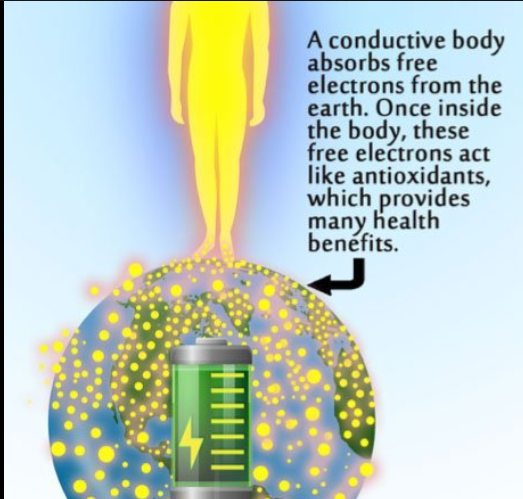 A conductive body
absorbs free
electrons from the
earth. Once inside
the body, these
free electrons act
like antioxidants,
which provides
many health
benefits.